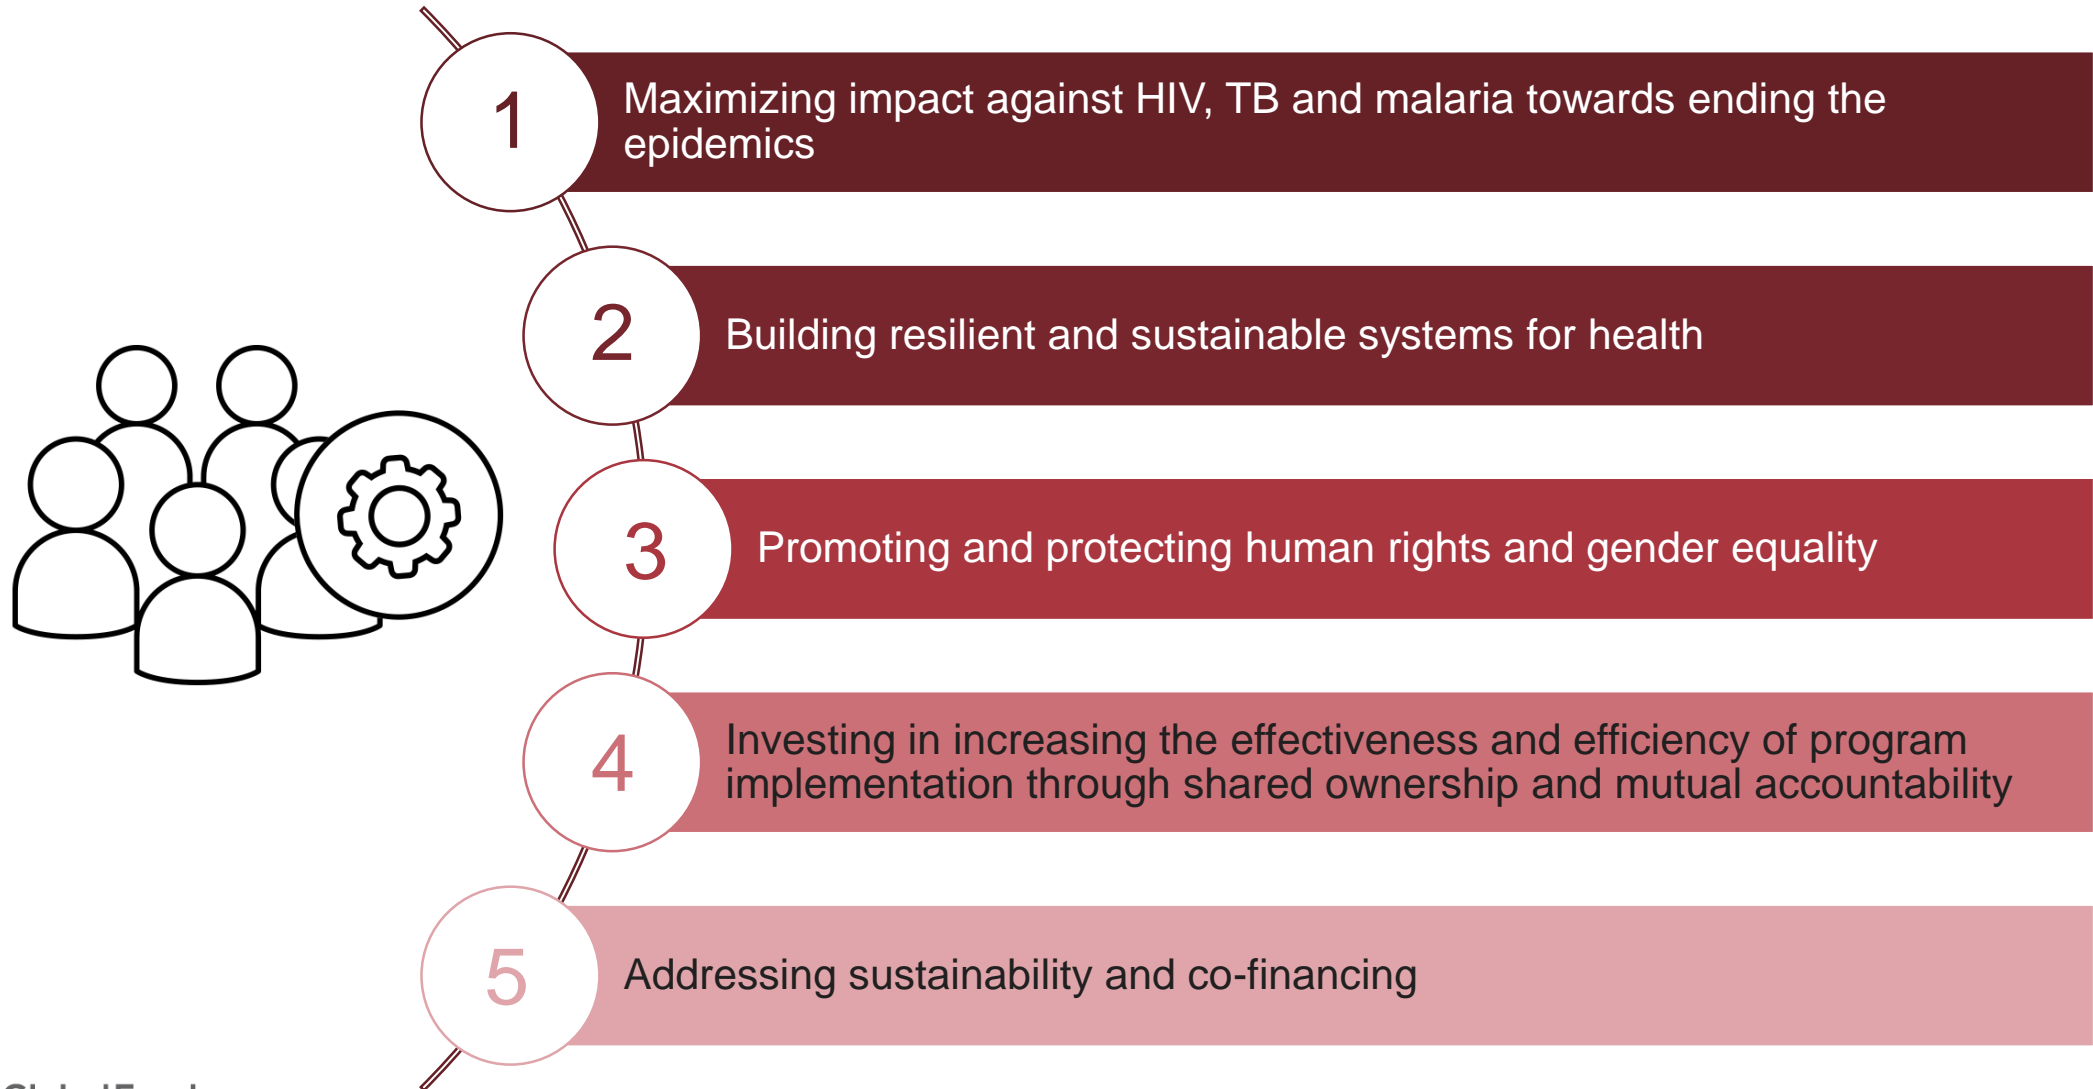 1
Maximizing impact against HIV, TB and malaria towards ending the
epidemics
2
Building resilient and sustainable systems for health
3
Promoting and protecting human rights and gender equality
4
Investing in increasing the effectiveness and efficiency of program
implementation through shared ownership and mutual accountability
5
Addressing sustainability and co-financing